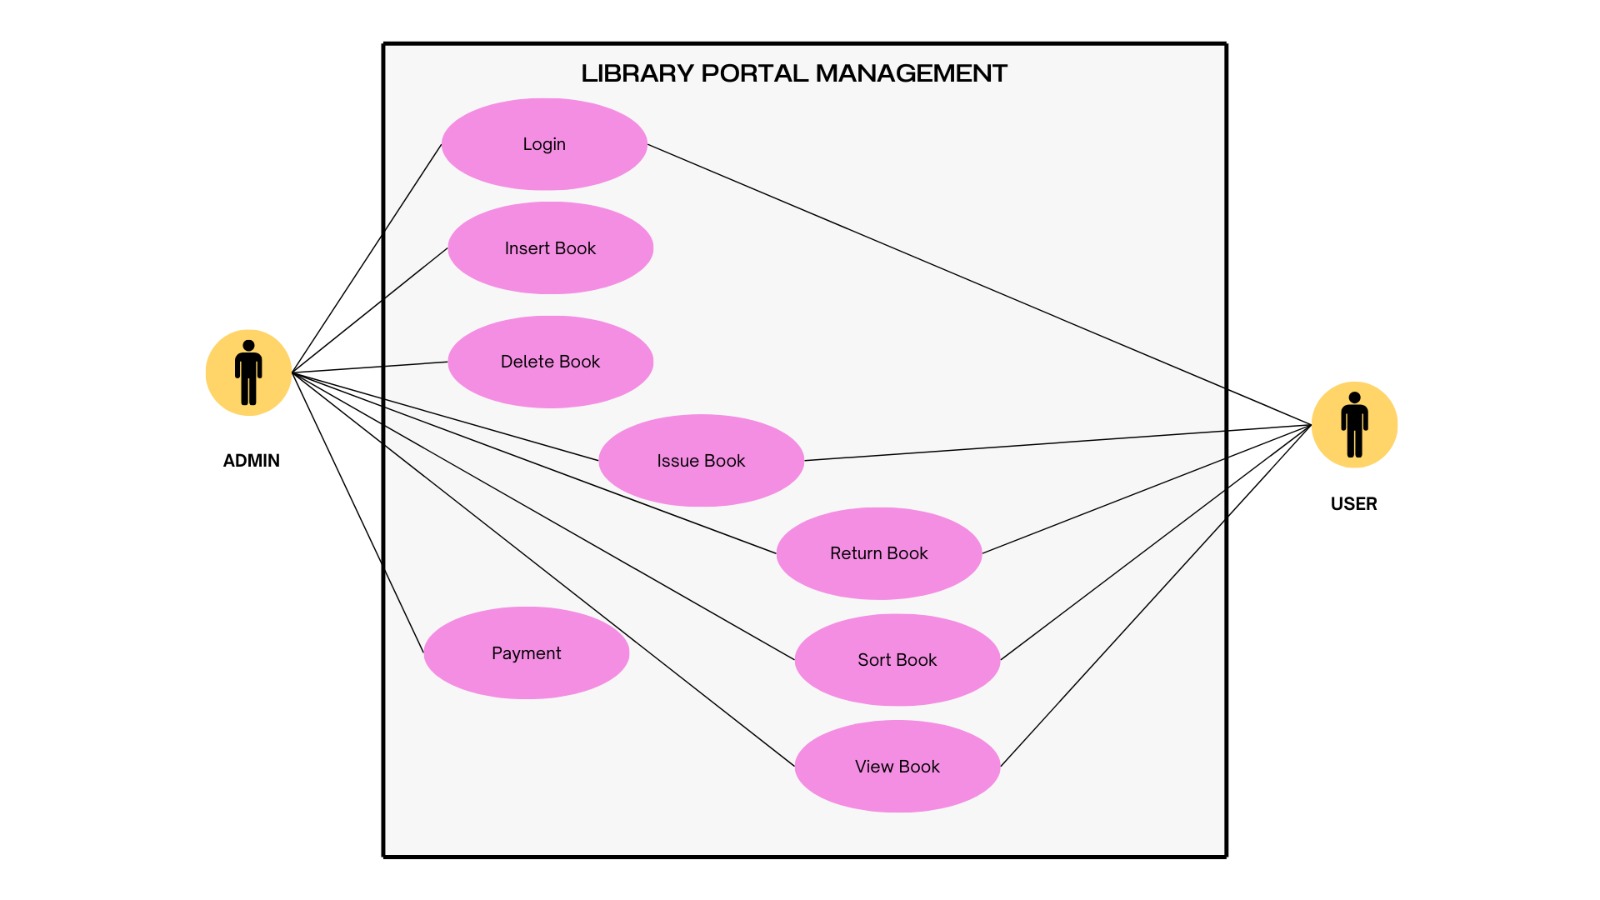 LIBRARY PORTAL MANAGEMENT
Login
Insert Book
Delete Book
ADMIN
Issue Book
USER
Return Book
Payment
Sort Book
View Book